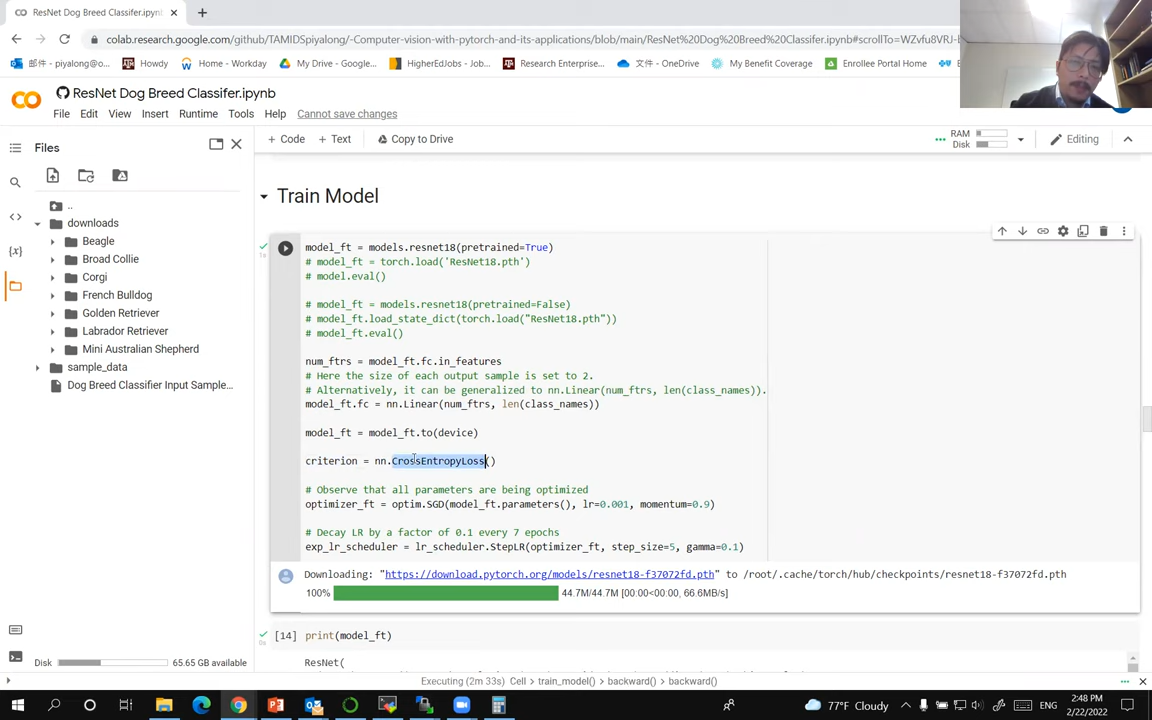 ResNet Dog Breed Classifer.ipynb
colab.research.google.com/github/TAMIDSpiyalong/-Computer-vision-with-pytorch-and-its-applications/blob/main/ResNet%20Dog%20Breed%20Classifer.ipynb#scrollTo=WZvfu8VRJ-
邮件 - piyalong@o... Howdy Home - Workday My Drive - Google... HigherEdJobs - Job... Research Enterprise... 文件 - OneDrive My Benefit Coverage Enrollee Portal Home
ResNet Dog Breed Classifer.ipynb
File Edit View Insert Runtime Tools Help Cannot save changes
Files
+ Code + Text Copy to Drive
RAM
Disk
Editing
..
downloads
Beagle
Broad Collie
Corgi
French Bulldog
Golden Retriever
Labrador Retriever
Mini Australian Shepherd
sample_data
Dog Breed Classifier Input Sample...
Disk 65.65 GB available
Train Model
1s
model_ft = models.resnet18(pretrained=True)
# model_ft = torch.load('ResNet18.pth')
# model.eval()
# model_ft = models.resnet18(pretrained=False)
# model_ft.load_state_dict(torch.load("ResNet18.pth"))
# model_ft.eval()
num_ftrs = model_ft.fc.in_features
# Here the size of each output sample is set to 2.
# Alternatively, it can be generalized to nn.Linear(num_ftrs, len(class_names)).
model_ft.fc = nn.Linear(num_ftrs, len(class_names))
model_ft = model_ft.to(device)
criterion = nn.CrossEntropyLoss()
# Observe that all parameters are being optimized
optimizer_ft = optim.SGD(model_ft.parameters(), lr=0.001, momentum=0.9)
# Decay LR by a factor of 0.1 every 7 epochs
exp_lr_scheduler = lr_scheduler.StepLR(optimizer_ft, step_size=5, gamma=0.1)
Downloading: "https://download.pytorch.org/models/resnet18-f37072fd.pth" to /root/.cache/torch/hub/checkpoints/resnet18-f37072fd.pth
100% 44.7M/44.7M [00:00<00:00, 66.6MB/s]
[14] print(model_ft)
0s
ResNet(
Executing (2m 33s) Cell > train_model() > backward() > backward()
77°F Cloudy
ENG
2:48 PM
2/22/2022